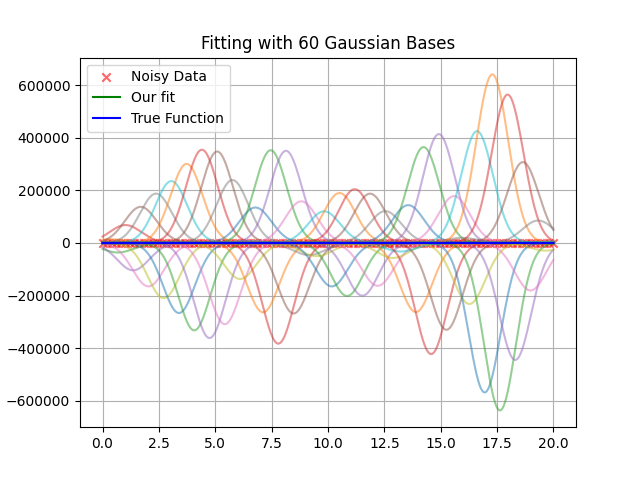 Fitting with 60 Gaussian Bases
Noisy Data
Our fit
True Function
600000
400000
200000
0
−200000
−400000
−600000
0.0 2.5 5.0 7.5 10.0 12.5 15.0 17.5 20.0